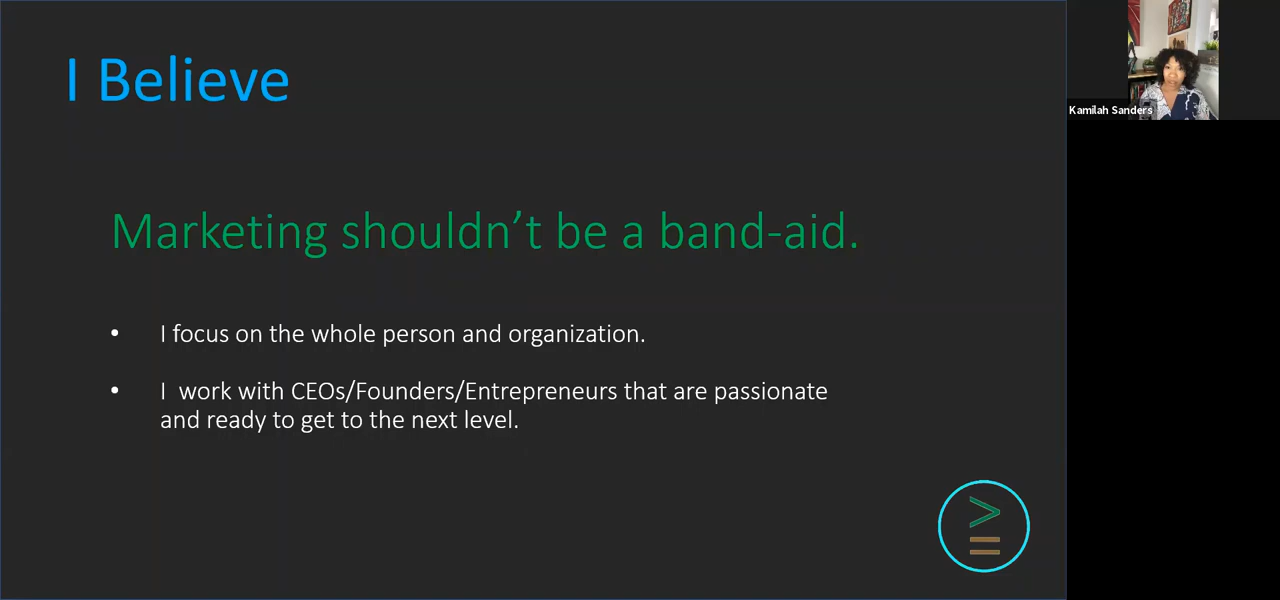 I Believe
Marketing shouldn’t be a band-aid.
• I focus on the whole person and organization.
• I  work with CEOs/Founders/Entrepreneurs that are passionate
and ready to get to the next level.
>
=
Kamilah Sanders